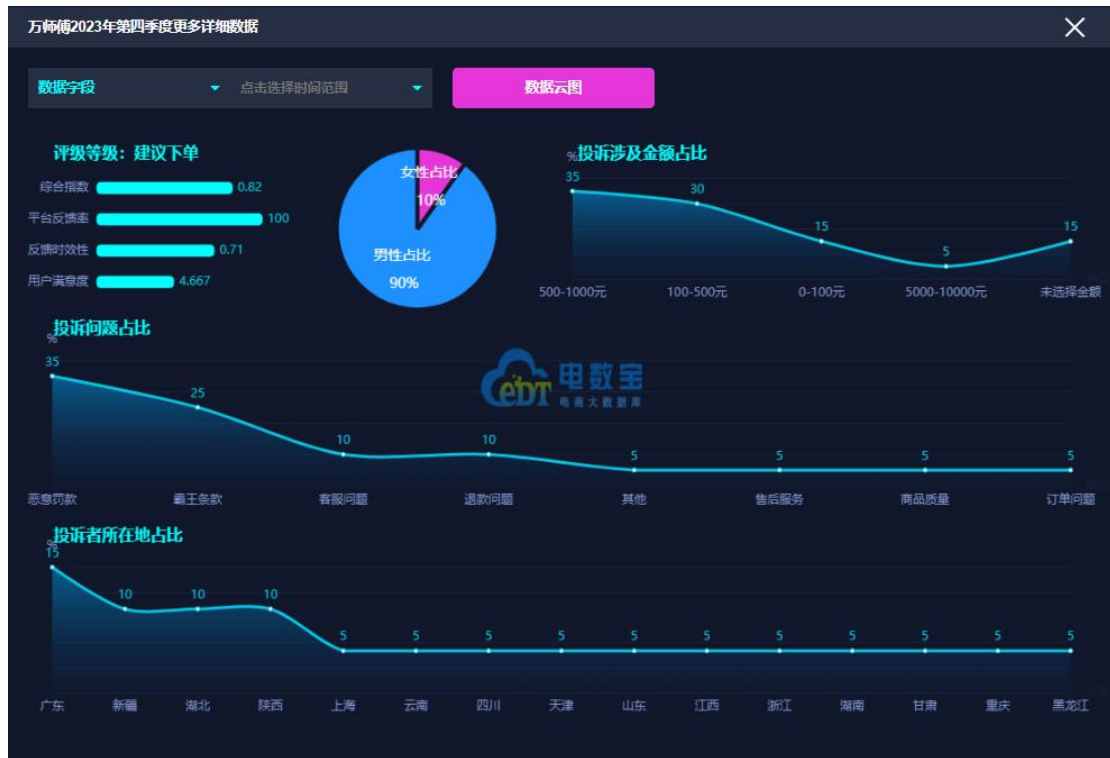 万师傅2023年第四季度更多详细数据
数据字段
点击选择时间范围
数据云图
评级等级：建议下单
综合指数 0.82
平台反馈率 100
反馈时效性 0.71
用户满意度 4.667
女性占比
10%
男性占比
90%
投诉涉及金额占比
%
35 30 15 5 15
500-1000元 100-500元 0-100元 5000-10000元 未选择金额
投诉问题占比
%
35 25 10 10 5 5 5 5
恶意罚款 霸王条款 客服问题 退款问题 其他 售后服务 商品质量 订单问题
eDT 电数宝
电商大数据库
投诉者所在地占比
%
15 10 10 10 5 5 5 5 5 5 5 5 5 5 5
广东 新疆 湖北 陕西 上海 云南 四川 天津 山东 江西 浙江 湖南 甘肃 重庆 黑龙江